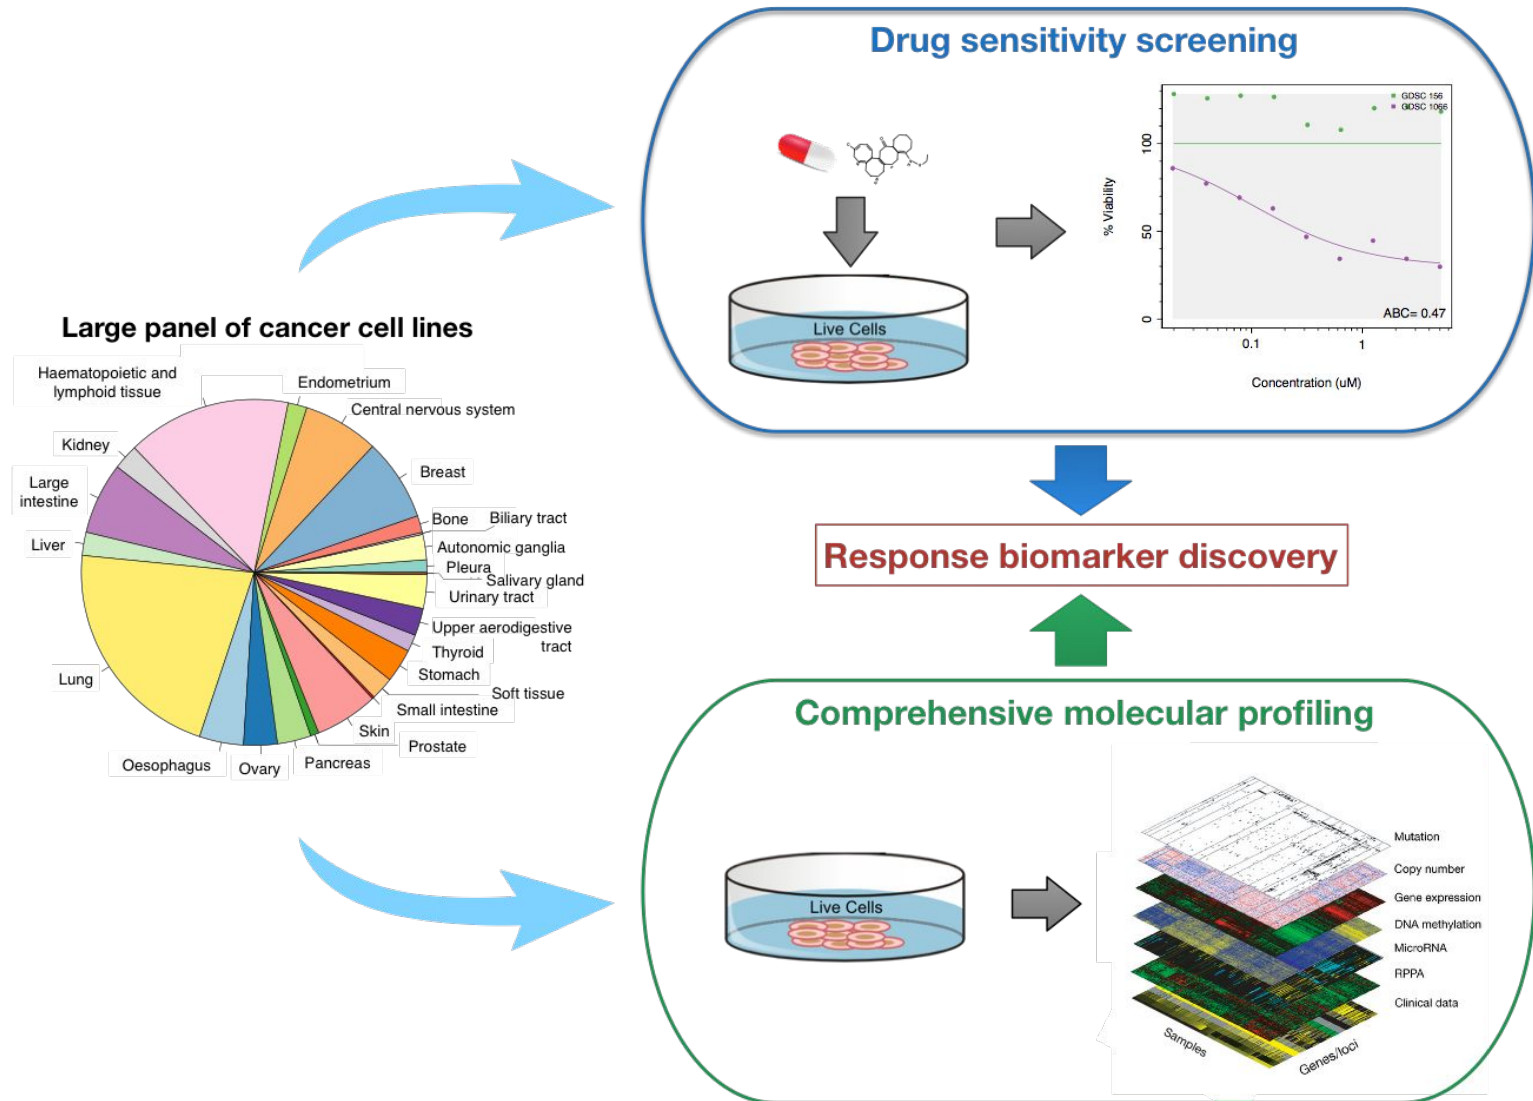 Drug sensitivity screening
GDSC 156
GDSC 1066
100
50
0
% Viability
ABC= 0.47
0.1
1
Concentration (uM)
Live Cells
Large panel of cancer cell lines
Haematopoietic and
lymphoid tissue
Endometrium
Central nervous system
Kidney
Breast
Large
intestine
Bone
Biliary tract
Liver
Autonomic ganglia
Pleura
Salivary gland
Urinary tract
Upper aerodigestive
tract
Thyroid
Lung
Stomach
Soft tissue
Small intestine
Skin
Prostate
Pancreas
Ovary
Oesophagus
Response biomarker discovery
Comprehensive molecular profiling
Live Cells
Mutation
Copy number
Gene expression
DNA methylation
MicroRNA
RPPA
Clinical data
Samples
Genes/loci